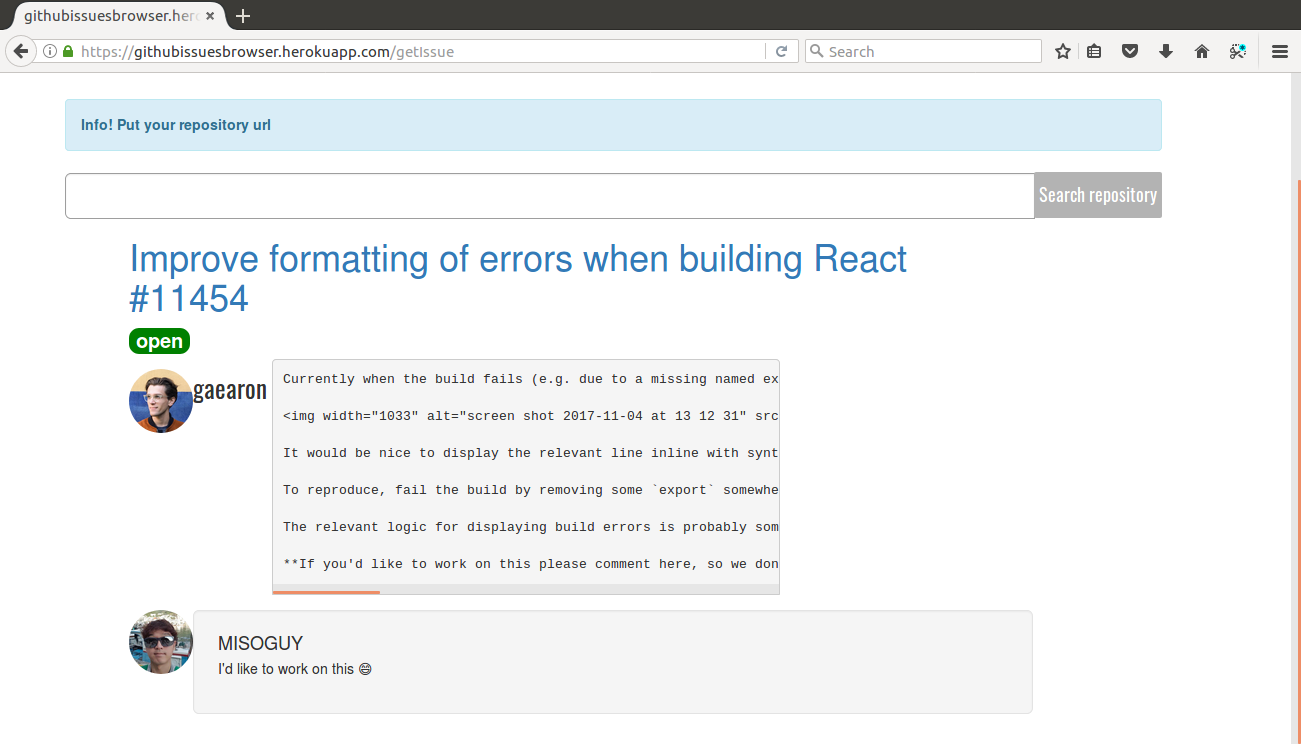 githubissuesbrowser.her
https://githubissuesbrowser.herokuapp.com/getIssue
Search
Info! Put your repository url
Search repository
Improve formatting of errors when building React
#11454
open
gaearon
Currently when the build fails (e.g. due to a missing named ex
<img width="1033" alt="screen shot 2017-11-04 at 13 12 31" src
It would be nice to display the relevant line inline with synt
To reproduce, fail the build by removing some `export` somewhe
The relevant logic for displaying build errors is probably som
**If you'd like to work on this please comment here, so we don
MISOGUY
I'd like to work on this 😄